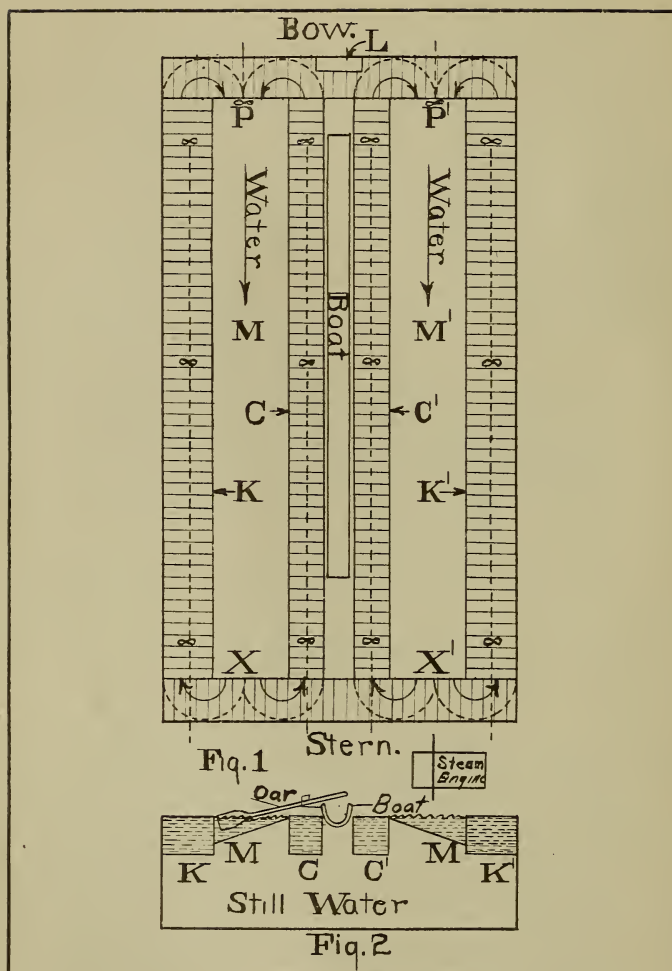 Bow. L
P P'
Water Water
M M'
Boat
C C'
K K'
X X'
Stern.
Fig.1
Steam
Engine
Oar Boat
K M C C' M K'
Still Water
Fig.2